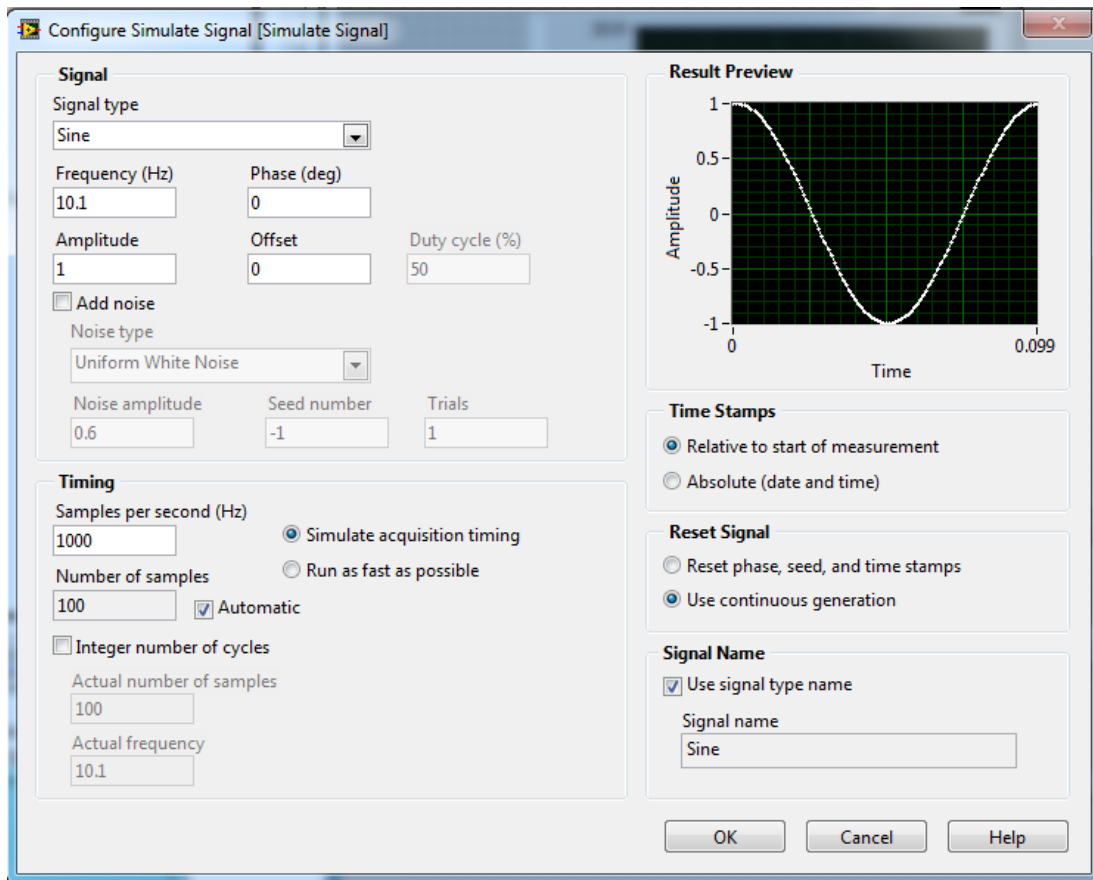 Configure Simulate Signal [Simulate Signal]
Signal
Signal type
Sine
Frequency (Hz) Phase (deg)
10.1 0
Amplitude Offset Duty cycle (%)
1 0 50
Add noise
Noise type
Uniform White Noise
Noise amplitude Seed number Trials
0.6 -1 1
Timing
Samples per second (Hz)
1000
Simulate acquisition timing
Run as fast as possible
Number of samples
100 Automatic
Integer number of cycles
Actual number of samples
100
Actual frequency
10.1
Result Preview
Amplitude
1
0.5
0
-0.5
-1
0 0.099
Time
Time Stamps
Relative to start of measurement
Absolute (date and time)
Reset Signal
Reset phase, seed, and time stamps
Use continuous generation
Signal Name
Use signal type name
Signal name
Sine
OK Cancel Help